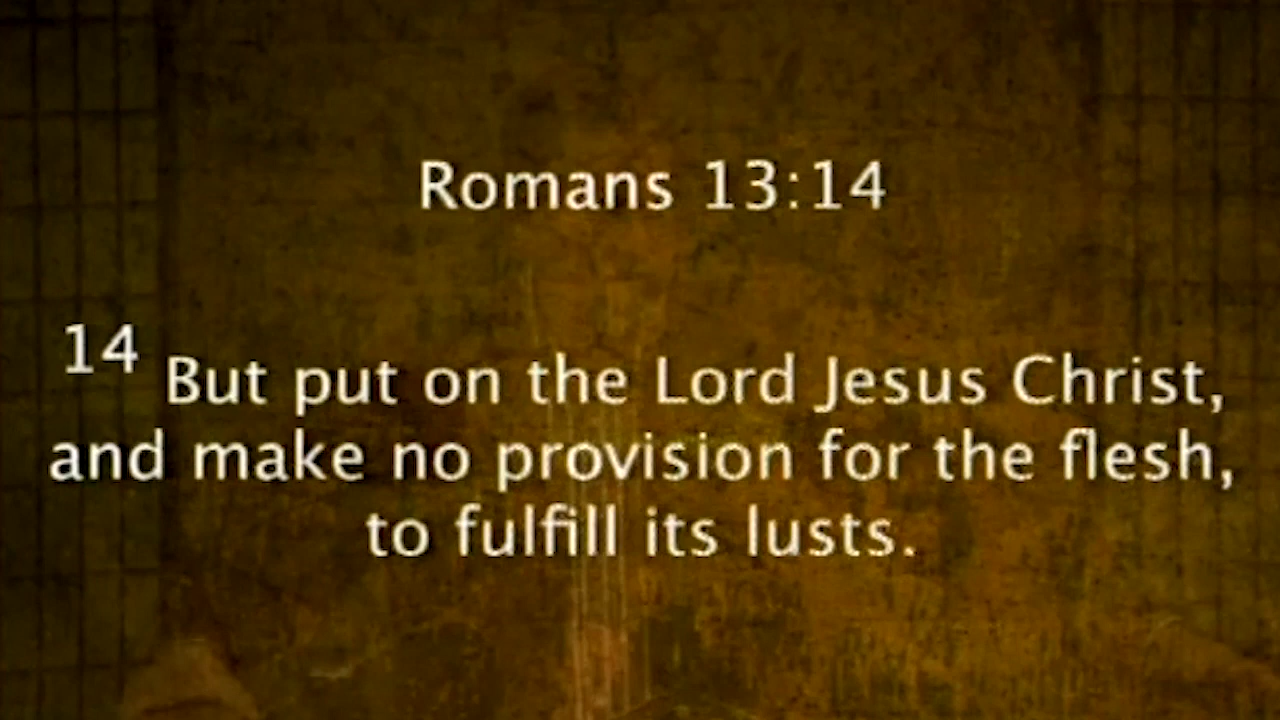 Romans 13:14
14 But put on the Lord Jesus Christ,
and make no provision for the flesh,
to fulfill its lusts.